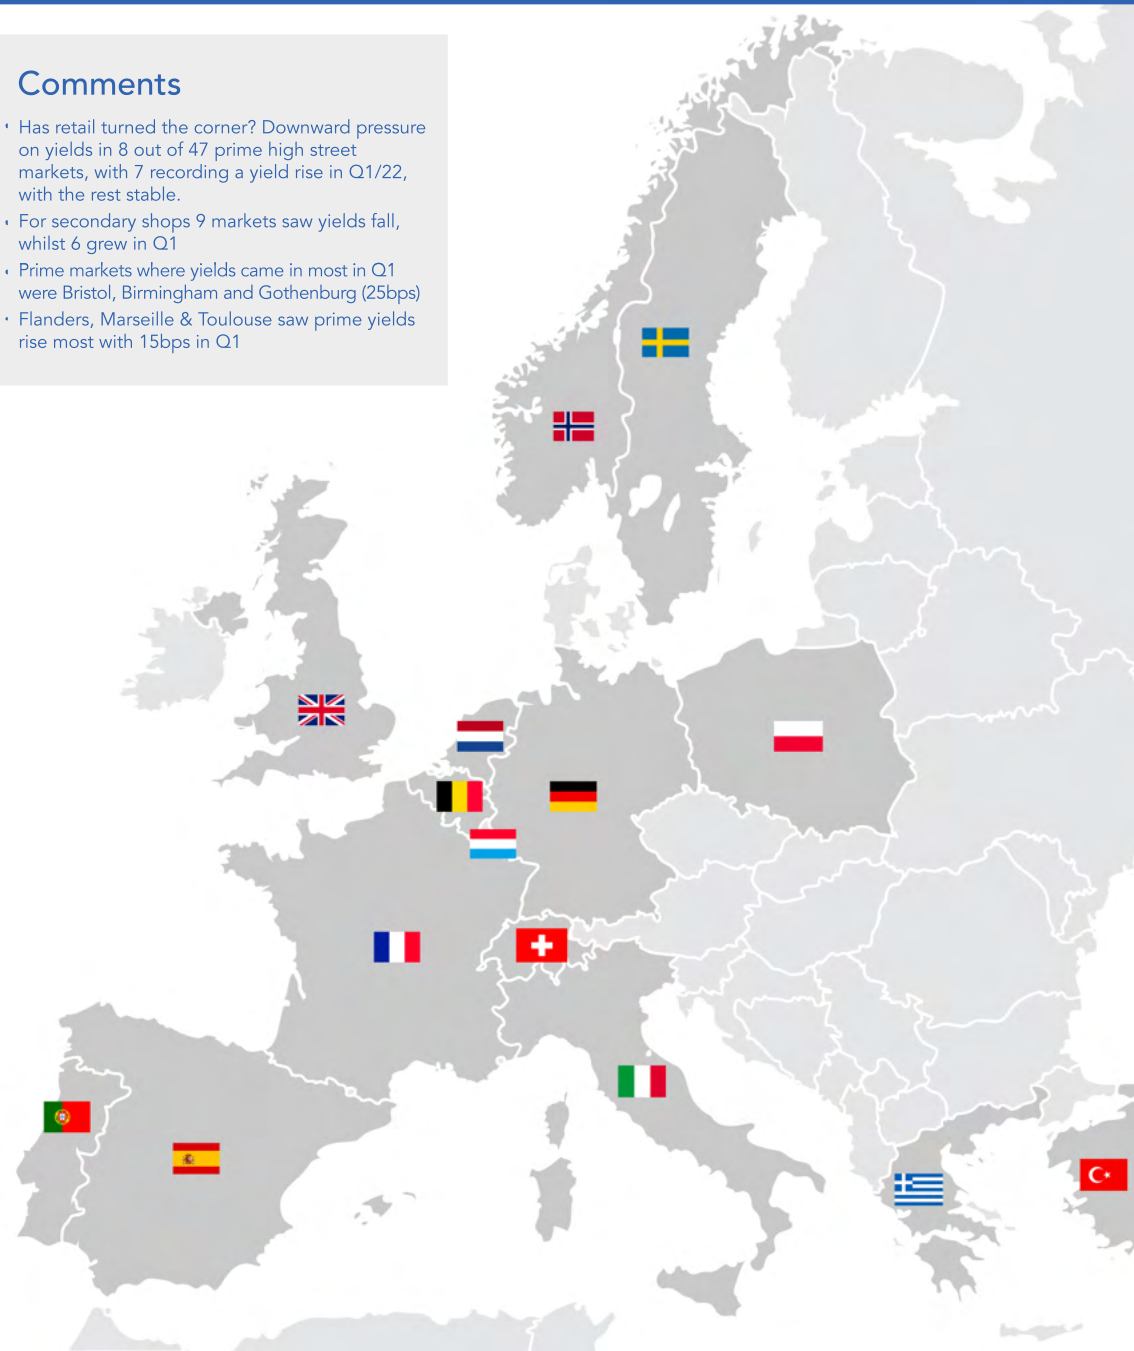 Comments
Has retail turned the corner? Downward pressure
on yields in 8 out of 47 prime high street
markets, with 7 recording a yield rise in Q1/22,
with the rest stable.
For secondary shops 9 markets saw yields fall,
whilst 6 grew in Q1
Prime markets where yields came in most in Q1
were Bristol, Birmingham and Gothenburg (25bps)
Flanders, Marseille & Toulouse saw prime yields
rise most with 15bps in Q1